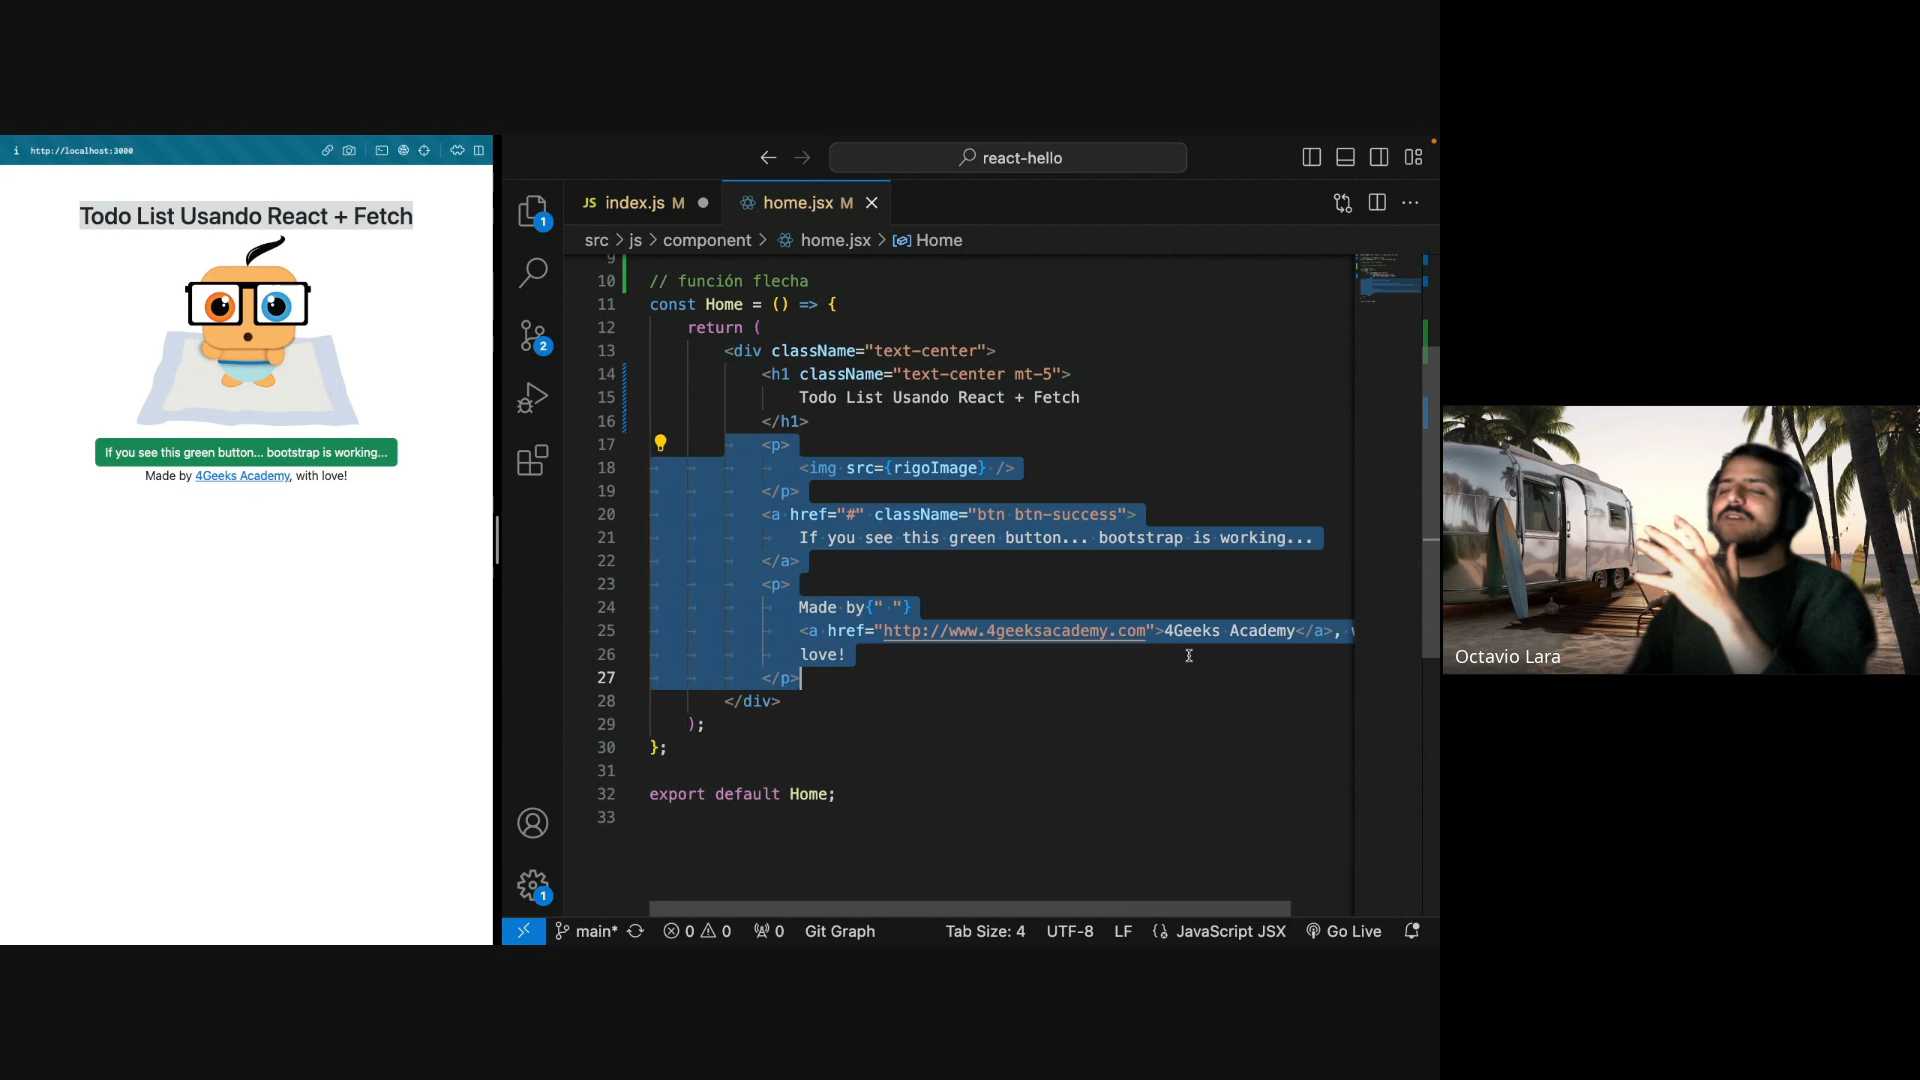 http://localhost:3000
Todo List Usando React + Fetch
If you see this green button... bootstrap is working...
Made by 4Geeks Academy, with love!
react-hello
JS index.js M
home.jsx M
src > js > component > home.jsx > Home
1
2
1
9
10 // función flecha
11 const Home = () => {
12 return (
13 <div className="text-center">
14 <h1 className="text-center mt-5">
15 Todo List Usando React + Fetch
16 </h1>
17 <p>
18 <img src={rigoImage} />
19 </p>
20 <a href="#" className="btn btn-success">
21 If you see this green button... bootstrap is working...
22 </a>
23 <p>
24 Made by{" "}
25 <a href="http://www.4geeksacademy.com">4Geeks Academy</a>,
26 love!
27 </p>
28 </div>
29 );
30 };
31
32 export default Home;
33
main* 0 0 0 Git Graph Tab Size: 4 UTF-8 LF JavaScript JSX Go Live
Octavio Lara